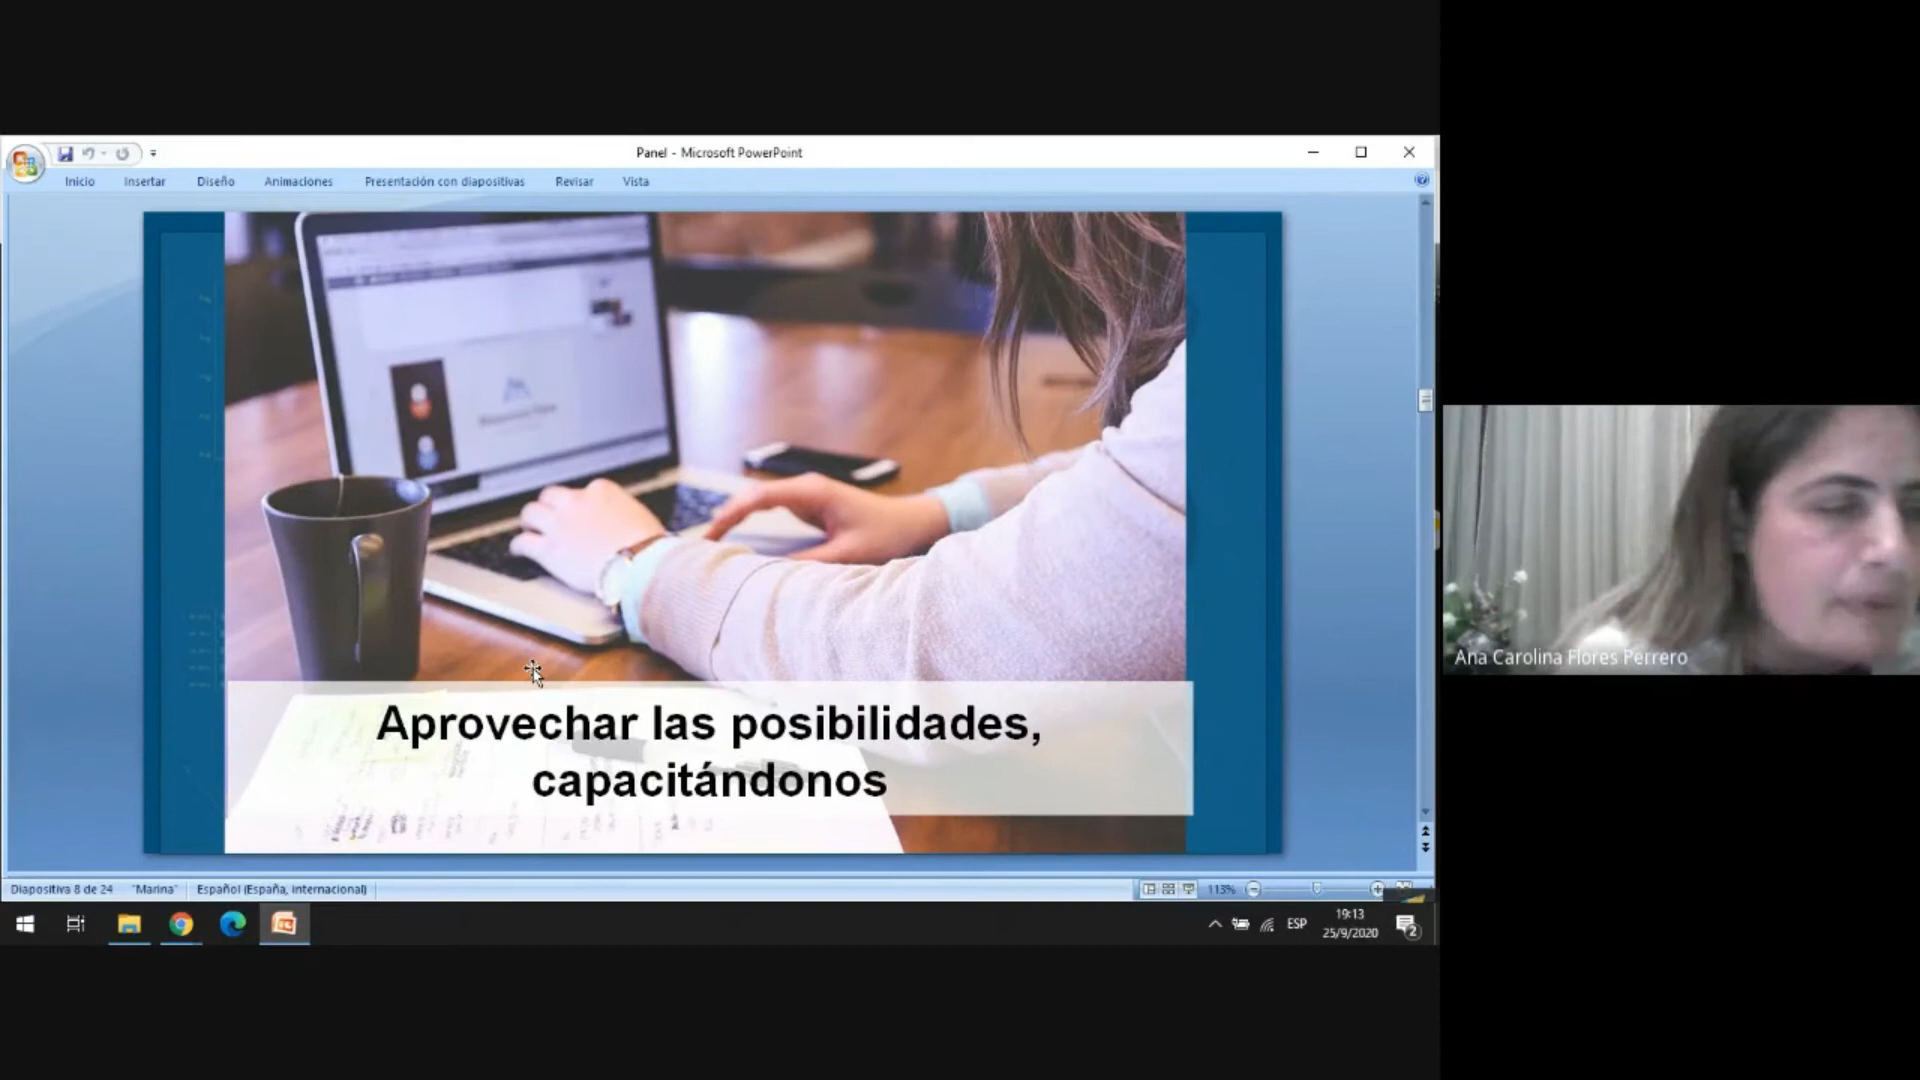 Panel - Microsoft PowerPoint
Inicio Insertar Diseño Animaciones Presentación con diapositivas Revisar Vista
Aprovechar las posibilidades,
capacitándonos
Ana Carolina Flores Perrero
Diapositiva 8 de 24 "Marina" Español (España, internacional) 113%
ESP
19:13
25/9/2020
2